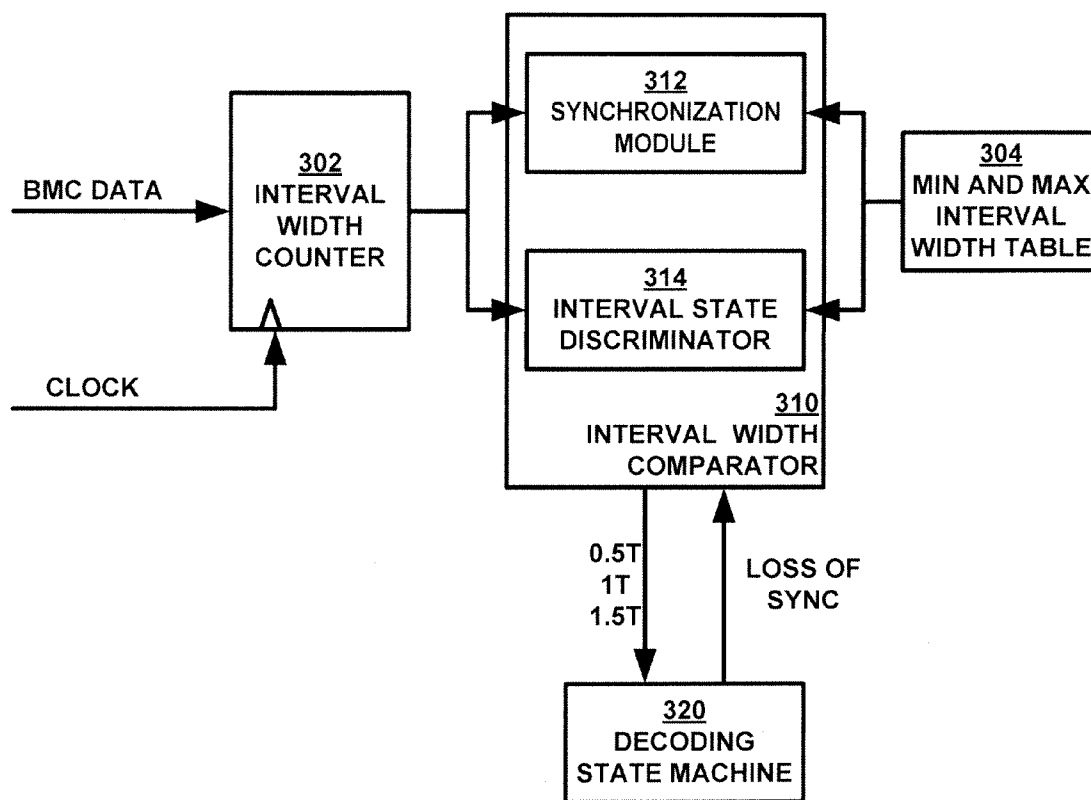 312
SYNCHRONIZATION
MODULE
302
INTERVAL
WIDTH
COUNTER
BMC DATA
304
MIN AND MAX
INTERVAL
WIDTH TABLE
314
INTERVAL STATE
DISCRIMINATOR
CLOCK
310
INTERVAL WIDTH
COMPARATOR
0.5T
1T
1.5T
LOSS OF
SYNC
320
DECODING
STATE MACHINE